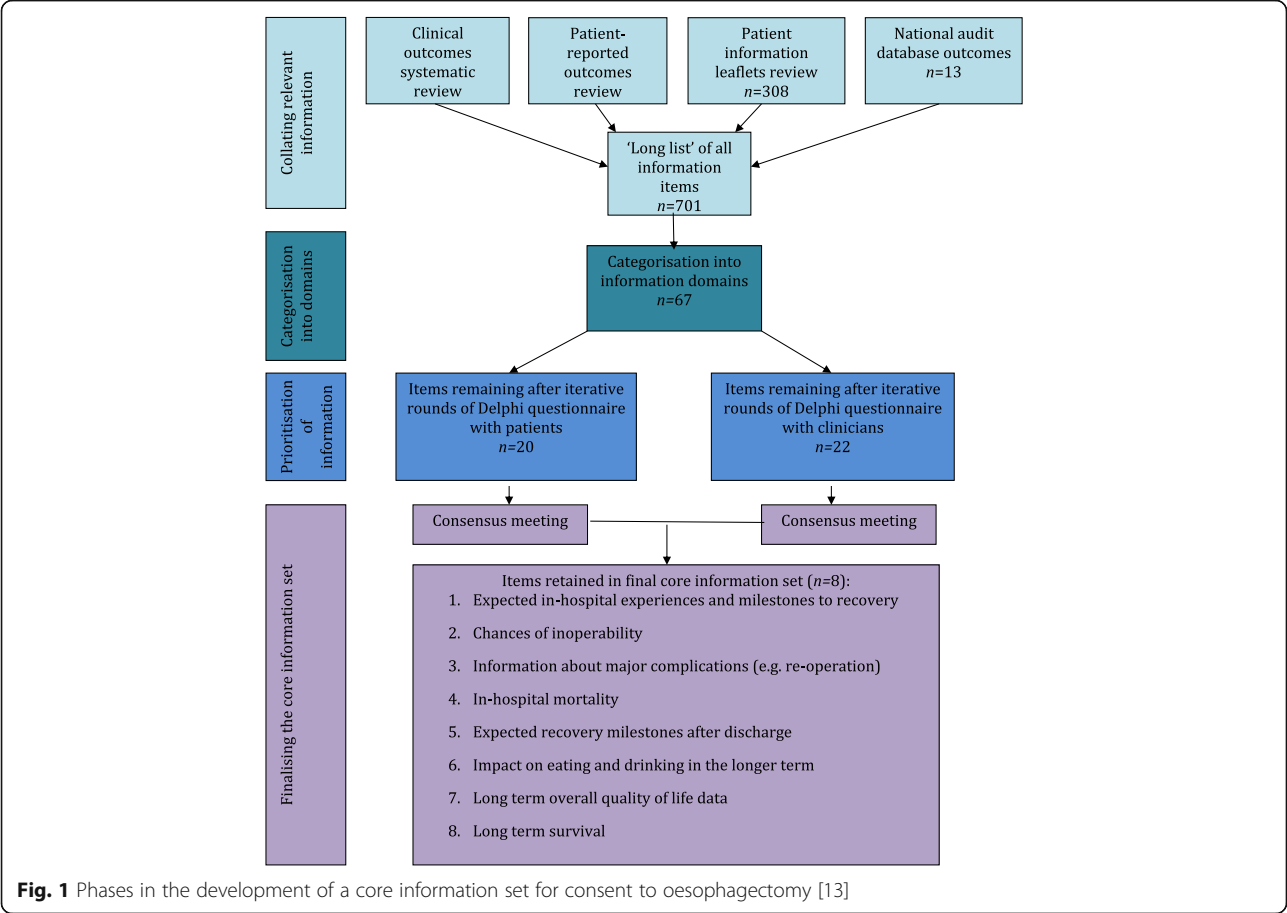 Collating relevant
information
Clinical
outcomes
systematic
review
Patient-
reported
outcomes
review
Patient
information
leaflets review
n=308
National audit
database outcomes
n=13
'Long list' of all
information
items
n=701
Categorisation
into domains
Categorisation into
information domains
n=67
Prioritisation
of
information
Items remaining after iterative
rounds of Delphi questionnaire
with patients
n=20
Items remaining after iterative
rounds of Delphi questionnaire
with clinicians
n=22
Finalising the core information set
Consensus meeting
Consensus meeting
Items retained in final core information set (n=8):
1. Expected in-hospital experiences and milestones to recovery
2. Chances of inoperability
3. Information about major complications (e.g. re-operation)
4. In-hospital mortality
5. Expected recovery milestones after discharge
6. Impact on eating and drinking in the longer term
7. Long term overall quality of life data
8. Long term survival
Fig. 1 Phases in the development of a core information set for consent to oesophagectomy [13]